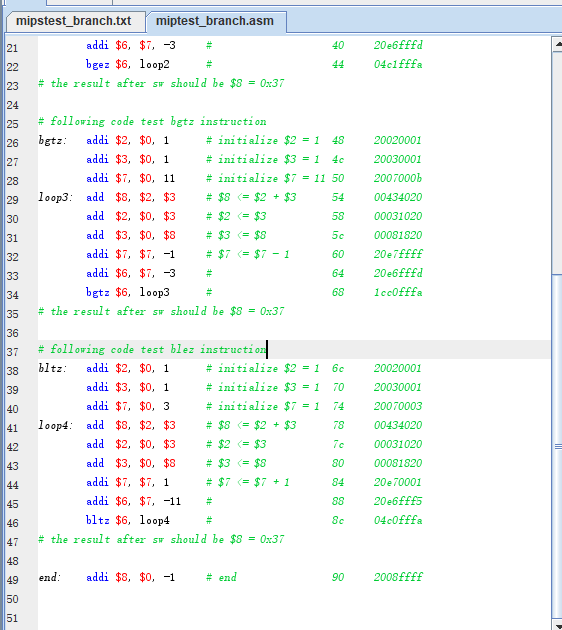 mipstest_branch.txt miptest_branch.asm
21 addi $6, $7, -3 # 40 20e6fffd
22 bgez $6, loop2 # 44 04c1fffa
23 # the result after sw should be $8 = 0x37
24
25 # following code test bgtz instruction
26 bgtz: addi $2, $0, 1 # initialize $2 = 1 48 20020001
27 addi $3, $0, 1 # initialize $3 = 1 4c 20030001
28 addi $7, $0, 11 # initialize $7 = 11 50 2007000b
29 loop3: add $8, $2, $3 # $8 <= $2 + $3 54 00434020
30 add $2, $0, $3 # $2 <= $3 58 00031020
31 add $3, $0, $8 # $3 <= $8 5c 00081820
32 addi $7, $7, -1 # $7 <= $7 - 1 60 20e7ffff
33 addi $6, $7, -3 # 64 20e6fffd
34 bgtz $6, loop3 # 68 1cc0fffa
35 # the result after sw should be $8 = 0x37
36
37 # following code test blez instruction
38 bltz: addi $2, $0, 1 # initialize $2 = 1 6c 20020001
39 addi $3, $0, 1 # initialize $3 = 1 70 20030001
40 addi $7, $0, 3 # initialize $7 = 1 74 20070003
41 loop4: add $8, $2, $3 # $8 <= $2 + $3 78 00434020
42 add $2, $0, $3 # $2 <= $3 7c 00031020
43 add $3, $0, $8 # $3 <= $8 80 00081820
44 addi $7, $7, 1 # $7 <= $7 + 1 84 20e70001
45 addi $6, $7, -11 # 88 20e6fff5
46 bltz $6, loop4 # 8c 04c0fffa
47 # the result after sw should be $8 = 0x37
48
49 end: addi $8, $0, -1 # end 90 2008ffff
50
51